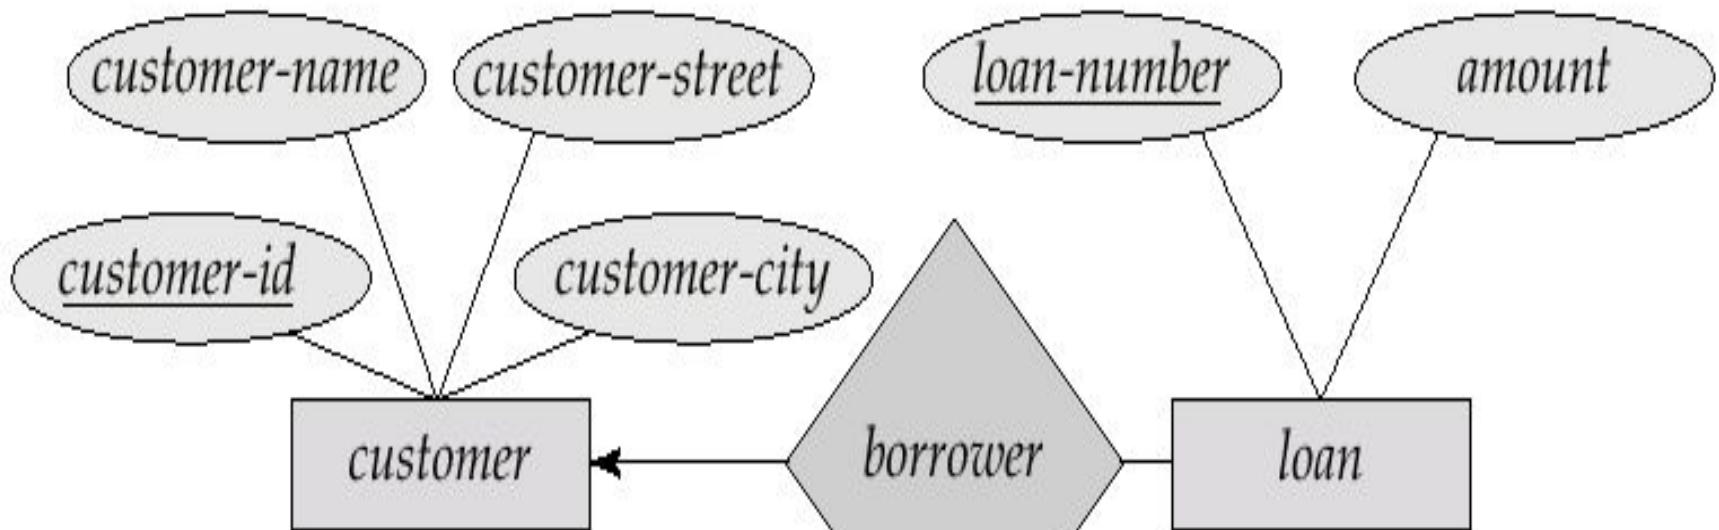 customer-name
customer-street
loan-number
amount
customer-id
customer-city
customer
borrower
loan